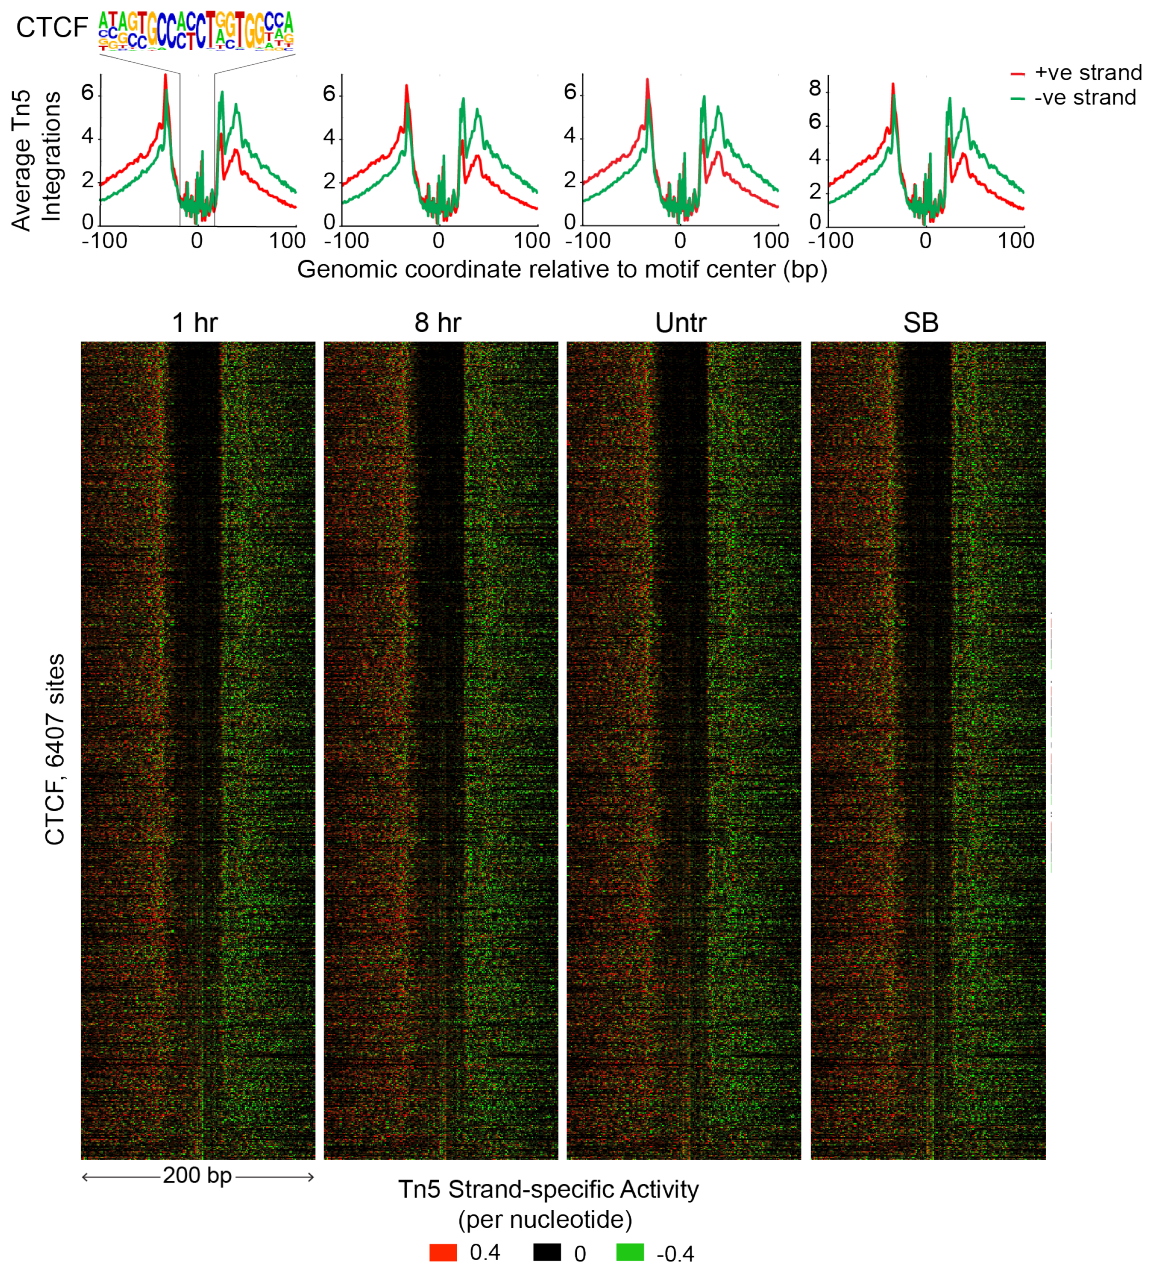 CTCF
+ve strand
-ve strand
Average Tn5
Integrations
6
4
2
0
-100
0
100
6
4
2
0
-100
0
100
6
4
2
0
-100
0
100
8
6
4
2
0
-100
0
100
Genomic coordinate relative to motif center (bp)
1 hr
8 hr
Untr
SB
CTCF, 6407 sites
200 bp
Tn5 Strand-specific Activity
(per nucleotide)
0.4
0
-0.4